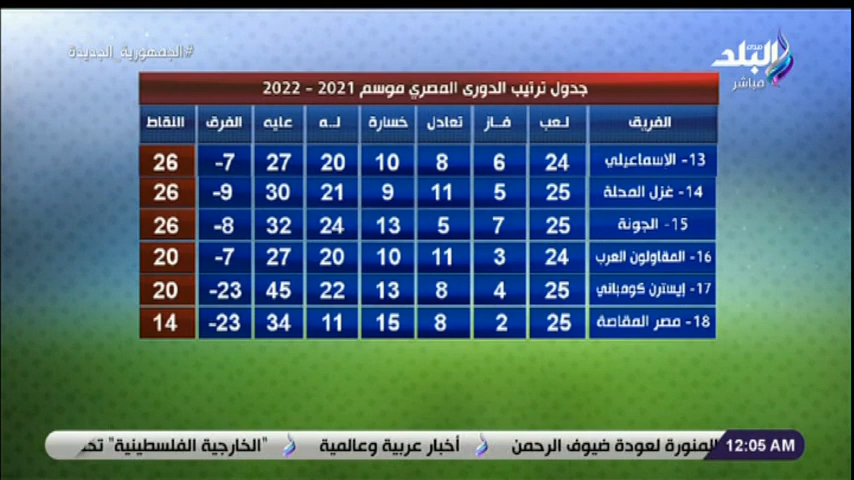 #الجمهورية_الجديدة
صدى البلد
مباشر
جدول ترتيب الدورى المصري موسم 2021 - 2022
الفريق لعب فاز تعادل خسارة لـه عليه الفرق النقاط
13- الإسماعيلي 24 6 8 10 20 27 -7 26
14- غزل المحلة 25 5 11 9 21 30 -9 26
15- الجونة 25 7 5 13 24 32 -8 26
16- المقاولون العرب 24 3 11 10 20 27 -7 20
17- إيسترن كومباني 25 4 8 13 22 45 -23 20
18- مصر المقاصة 25 2 8 15 11 34 -23 14
12:05 AM المنورة لعودة ضيوف الرحمن أخبار عربية وعالمية "الخارجية الفلسطينية"